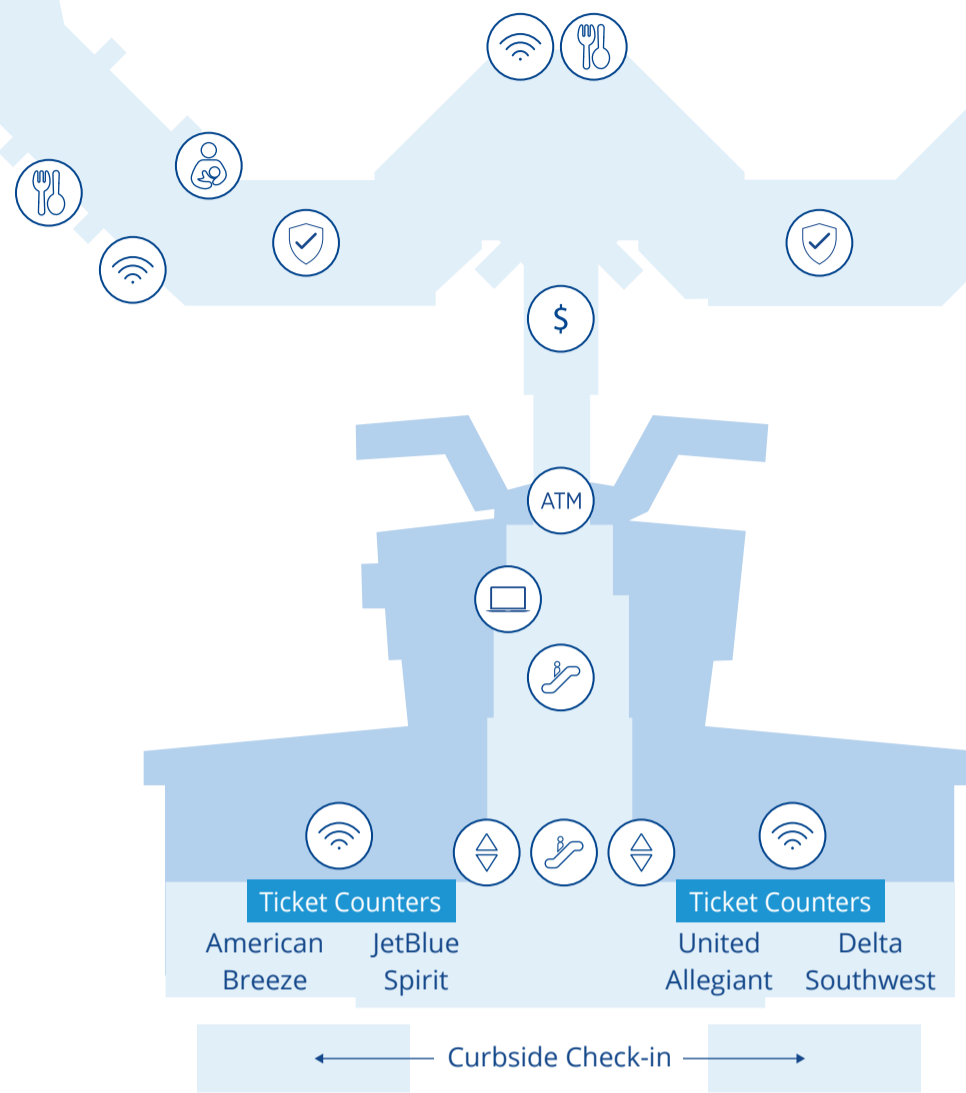 $
ATM
Ticket Counters
American JetBlue
Breeze Spirit
Ticket Counters
United Delta
Allegiant Southwest
Curbside Check-in